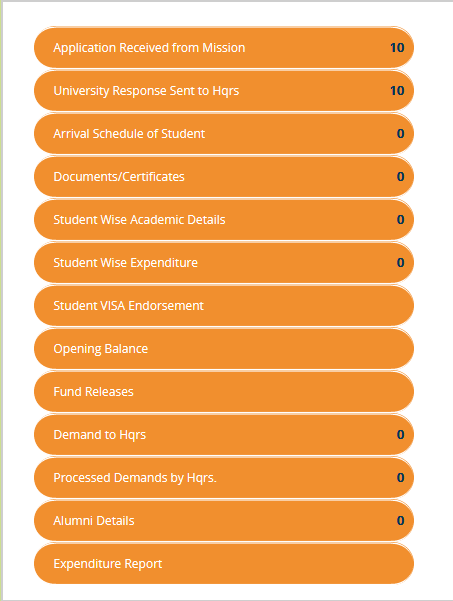 Application Received from Mission 10
University Response Sent to Hqrs 10
Arrival Schedule of Student 0
Documents/Certificates 0
Student Wise Academic Details 0
Student Wise Expenditure 0
Student VISA Endorsement
Opening Balance
Fund Releases
Demand to Hqrs 0
Processed Demands by Hqrs. 0
Alumni Details 0
Expenditure Report